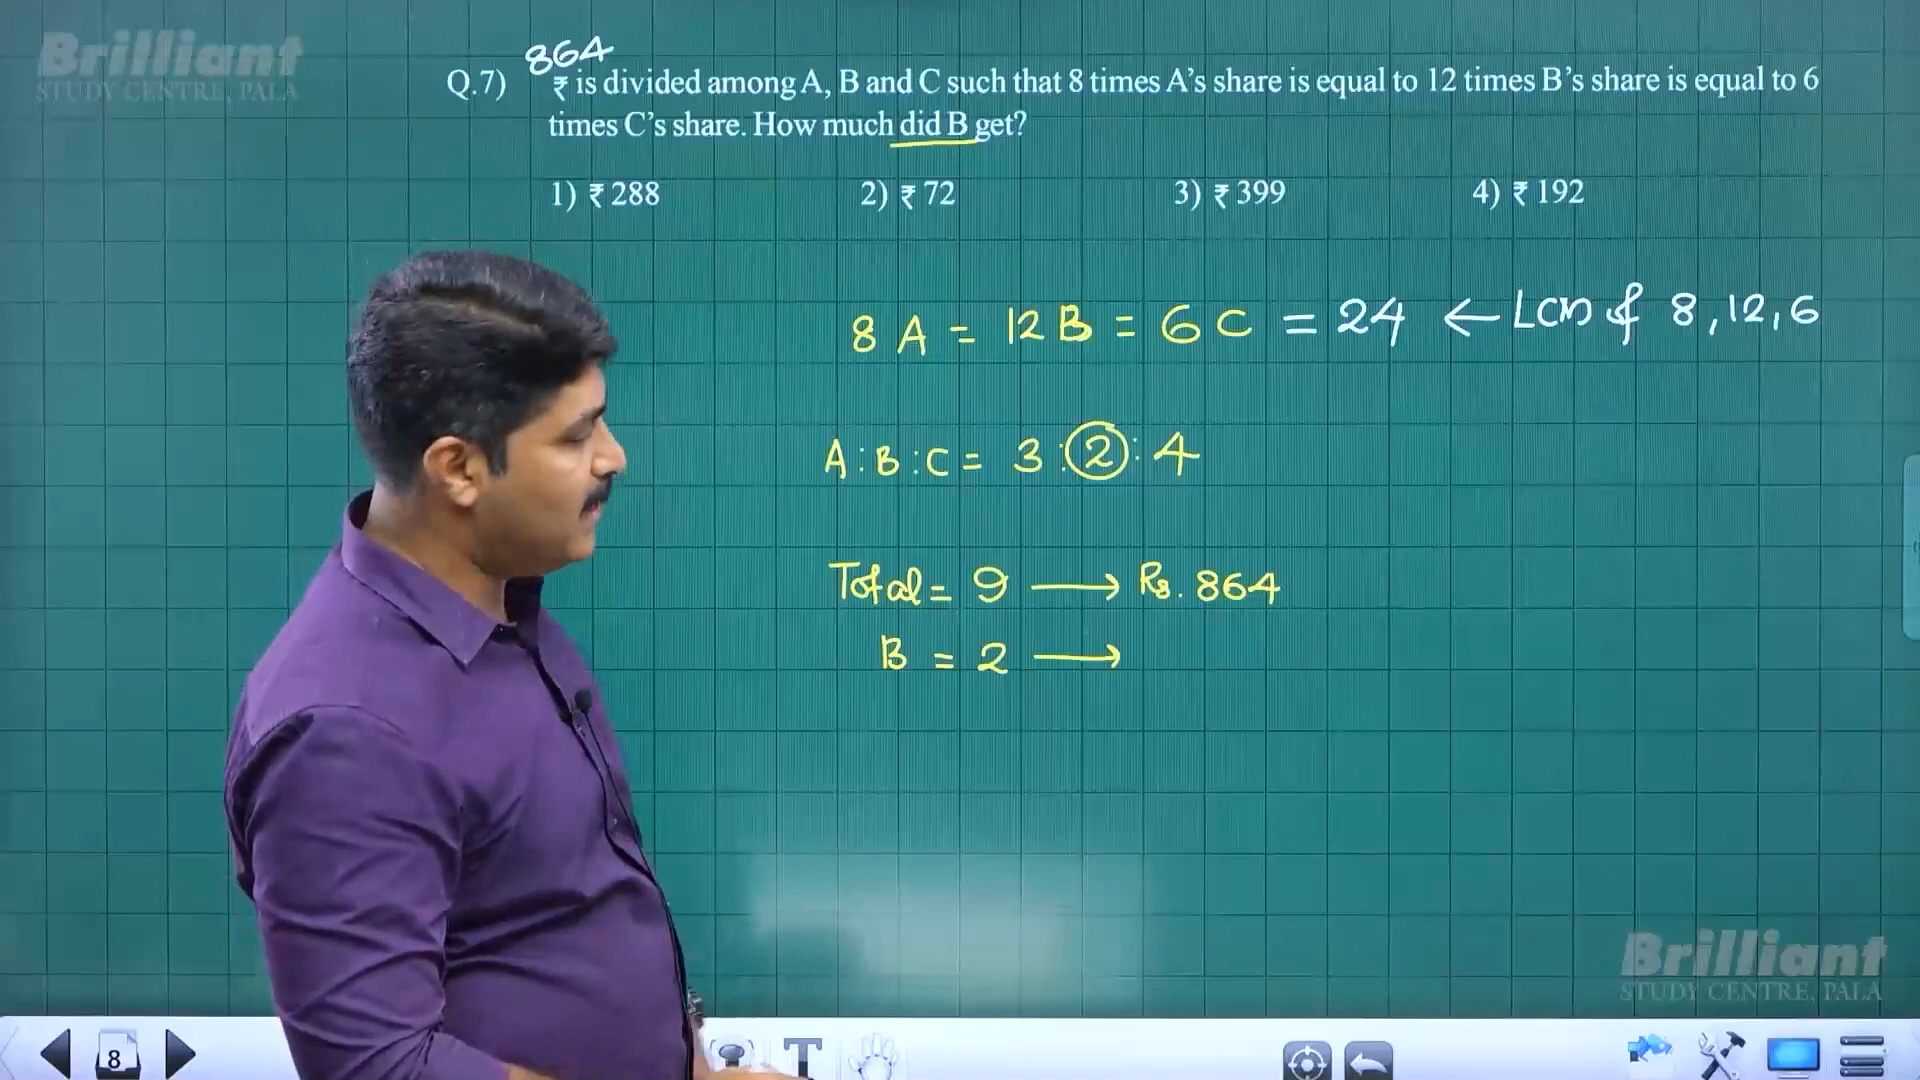 Brilliant
STUDY CENTRE, PALA
864
Q.7) ₹ is divided among A, B and C such that 8 times A’s share is equal to 12 times B’s share is equal to 6
times C’s share. How much did B get?
1) ₹ 288 2) ₹ 72 3) ₹ 399 4) ₹ 192
8 A = 12 B = 6 C = 24 ← LCM of 8, 12, 6
A : B : C = 3 : 2 : 4
Total = 9 → Rs. 864
B = 2 →
Brilliant
STUDY CENTRE, PALA
8
T